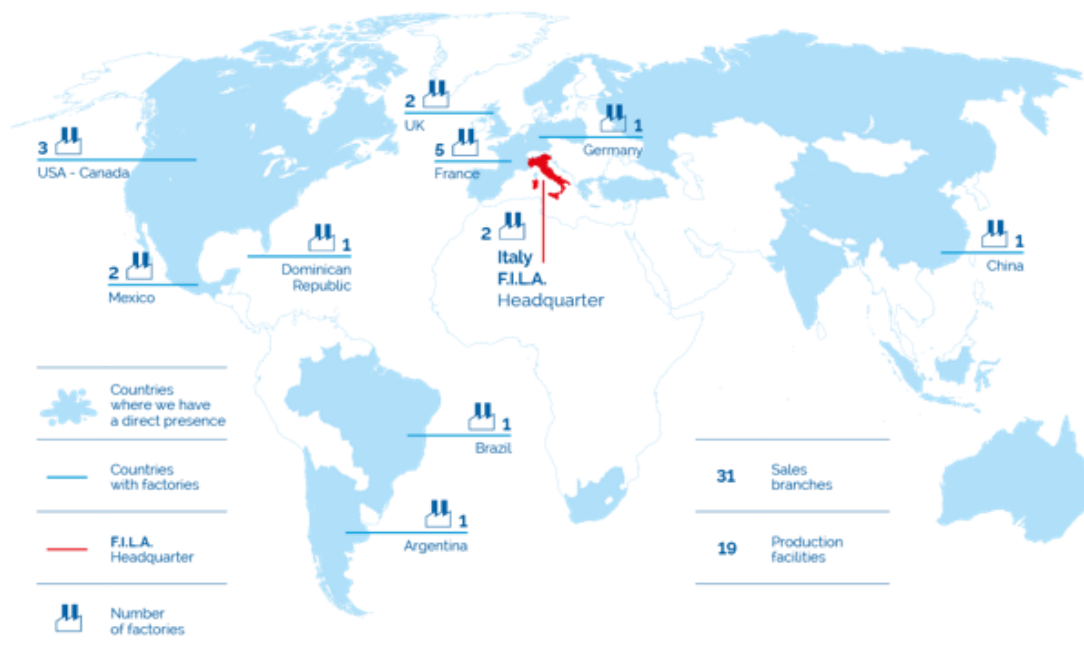 2
UK
1
Germany
3
USA - Canada
5
France
2
Italy
F.I.L.A.
Headquarter
1
Dominican
Republic
2
Mexico
1
China
Countries
where we have
a direct presence
1
Brazil
Countries
with factories
31
Sales
branches
1
Argentina
F.I.L.A.
Headquarter
19
Production
facilities
Number
of factories